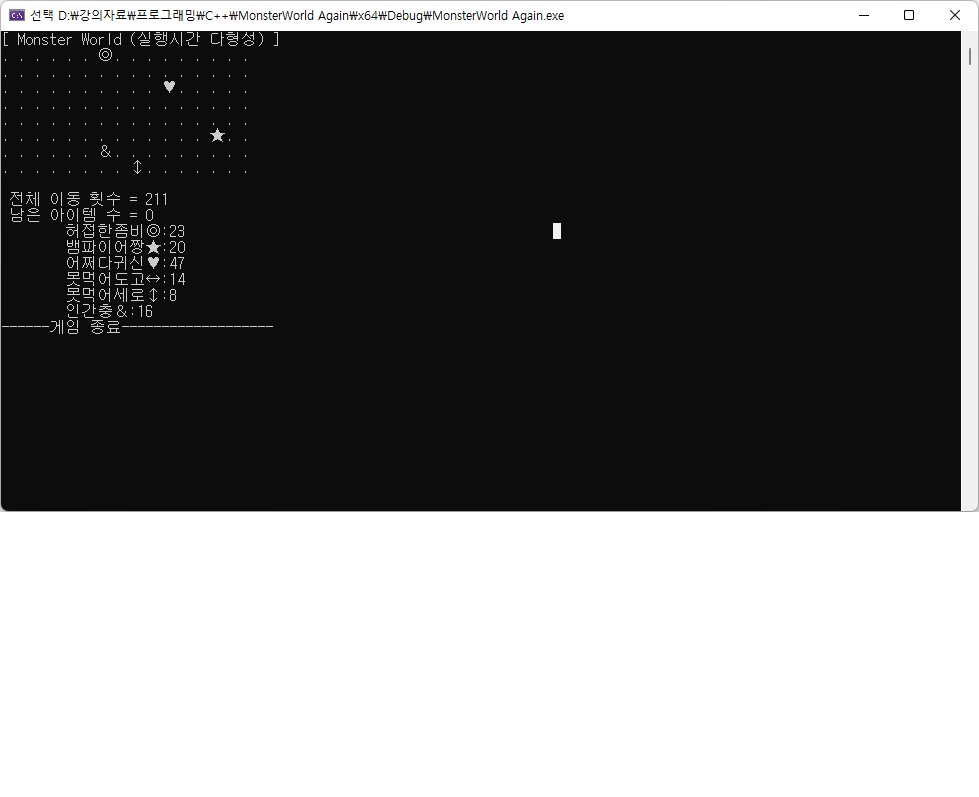 선택 D:\강의자료\프로그래밍\C++\MonsterWorld Again\x64\Debug\MonsterWorld Again.exe
[ Monster World (실행시간 다형성) ]
. . . . . . ◎. . . . . . . . .
. . . . . . . . . . . . . . . .
. . . . . . . . . . ♥. . . . .
. . . . . . . . . . . . . . . .
. . . . . . . . . . . . . . . .
. . . . . . . . . . . . . ★. .
. . . . . . &. . . . . . . . .
. . . . . . . . ↕. . . . . . .
전체 이동 횟수 = 211
남은 아이템 수 = 0
허접한좀비◎:23
뱀파이어짱★:20
어쩌다귀신♥:47
못먹어도고↔:14
못먹어세로↕:8
인간충&:16
------게임 종료-------------------